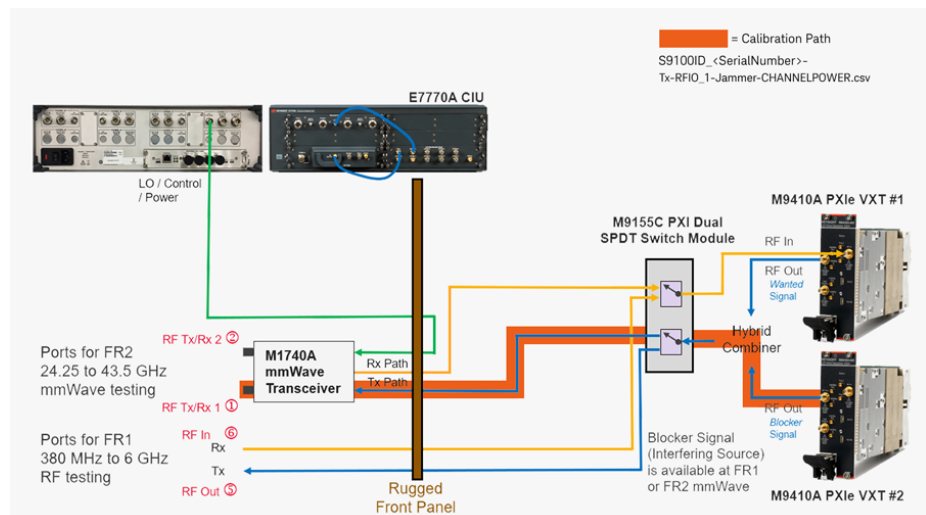 = Calibration Path
S9100ID_<SerialNumber>-
Tx-RFIO_1-Jammer-CHANNELPOWER.csv
E7770A CIU
LO / Control
/ Power
M9410A PXIe VXT #1
M9155C PXI Dual
SPDT Switch Module
RF In
RF Out
Wanted
Signal
RF Tx/Rx 2 ②
Ports for FR2
24.25 to 43.5 GHz
mmWave testing
M1740A
mmWave
Transceiver
Rx Path
Tx Path
Hybrid
Combiner
RF Tx/Rx 1 ①
RF Out
Blocker
Signal
RF In ⑥
Ports for FR1
380 MHz to 6 GHz
RF testing
Rx
Tx
RF Out ⑤
Blocker Signal
(Interfering Source)
is available at FR1
or FR2 mmWave
Rugged
Front Panel
M9410A PXIe VXT #2